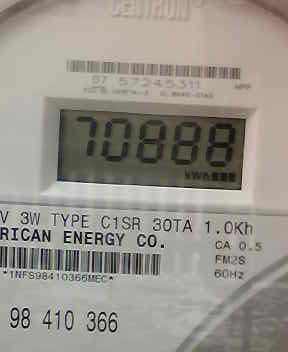 CENTRON
07 57245311
70888
kWh
V 3W TYPE C1SR 30TA 1.0Kh
RICAN ENERGY CO. CA 0.5
FM2S
*1NFS98410366MEC* 60Hz
98 410 366